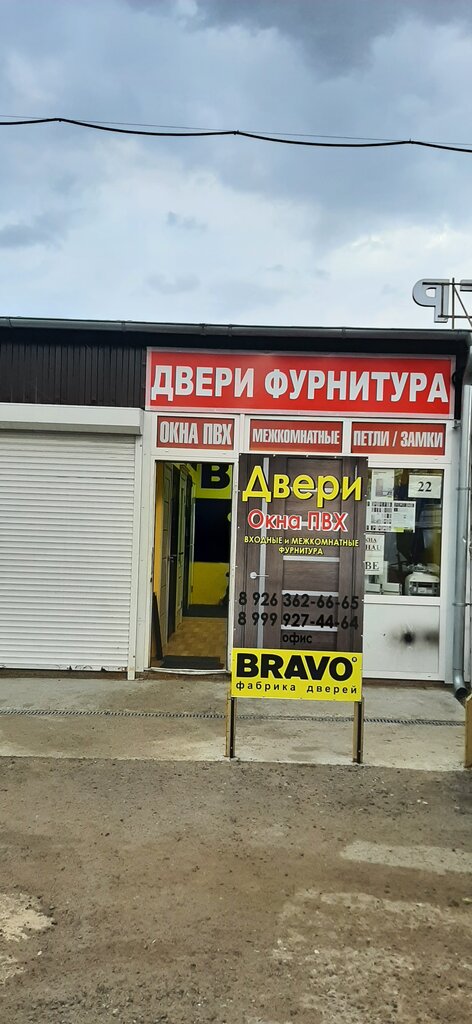 Р
ДВЕРИ ФУРНИТУРА
ОКНА ПВХ
МЕЖКОМНАТНЫЕ
ПЕТЛИ / ЗАМКИ
B
22
Двери
Окна ПВХ
ВХОДНЫЕ и МЕЖКОМНАТНЫЕ
ФУРНИТУРА
8 926 362-66-65
8 999 927-44-64
офис
BRAVO®
фабрика дверей